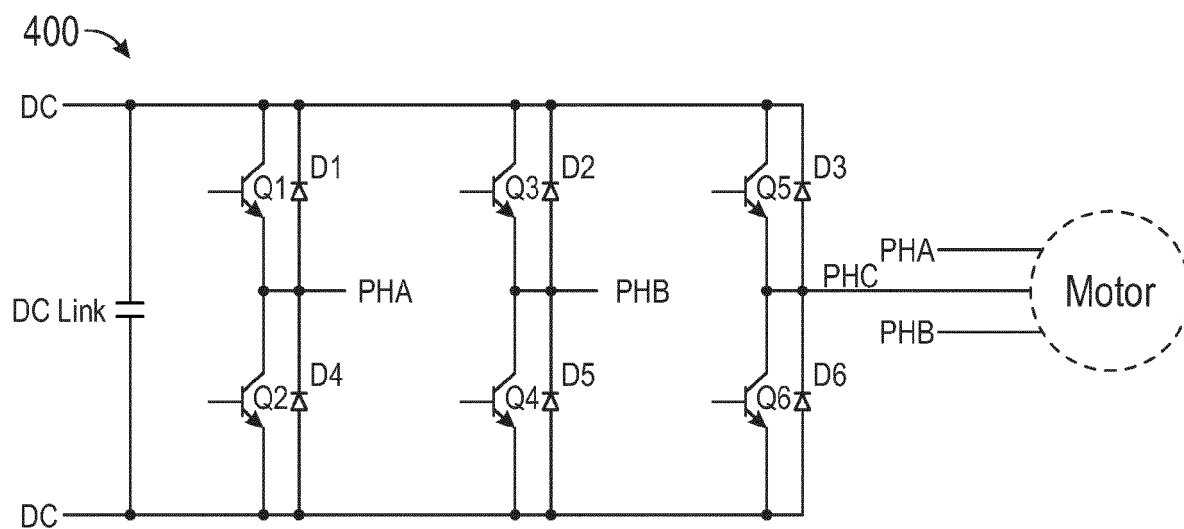 400
DC
Q1 D1
Q3 D2
Q5 D3
PHA
PHB
PHC
PHA
Motor
PHB
DC Link
Q2 D4
Q4 D5
Q6 D6
DC